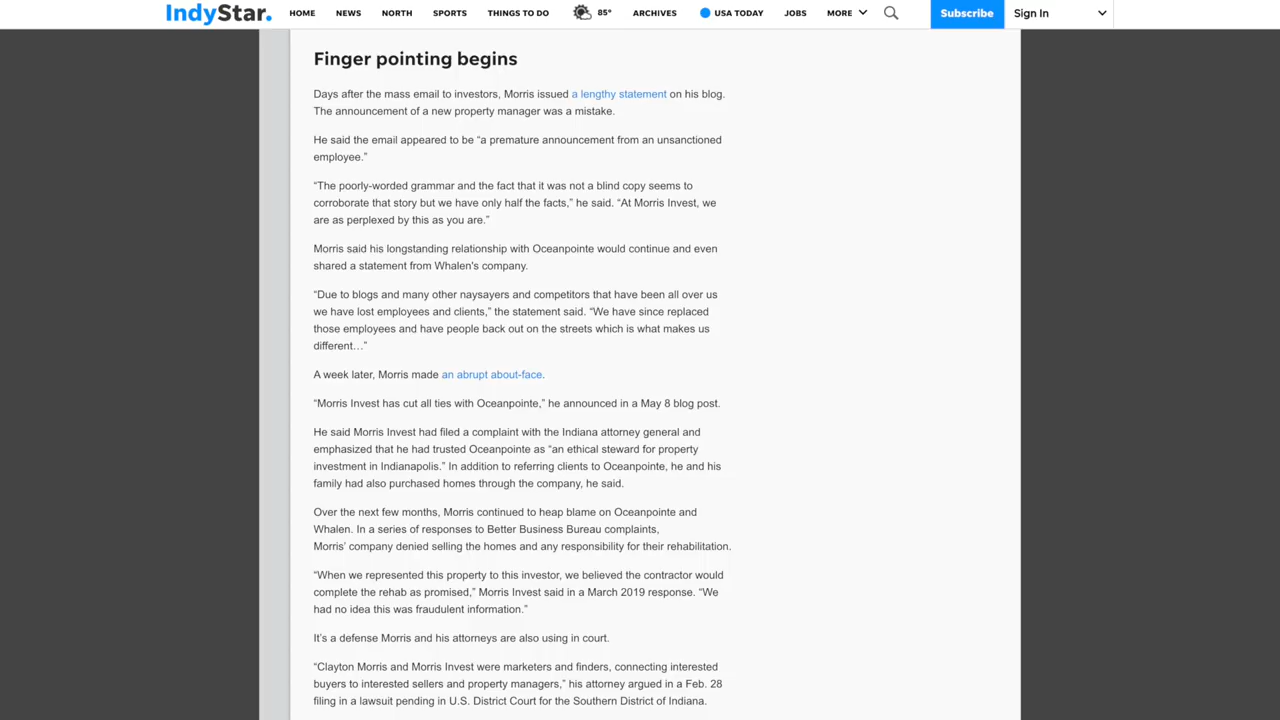 IndyStar. HOME NEWS NORTH SPORTS THINGS TO DO 85° ARCHIVES USA TODAY JOBS MORE Subscribe Sign In
Finger pointing begins
Days after the mass email to investors, Morris issued a lengthy statement on his blog.
The announcement of a new property manager was a mistake.
He said the email appeared to be “a premature announcement from an unsanctioned
employee.”
“The poorly-worded grammar and the fact that it was not a blind copy seems to
corroborate that story but we have only half the facts,” he said. “At Morris Invest, we
are as perplexed by this as you are.”
Morris said his longstanding relationship with Oceanpointe would continue and even
shared a statement from Whalen's company.
“Due to blogs and many other naysayers and competitors that have been all over us
we have lost employees and clients,” the statement said. “We have since replaced
those employees and have people back out on the streets which is what makes us
different…”
A week later, Morris made an abrupt about-face.
“Morris Invest has cut all ties with Oceanpointe,” he announced in a May 8 blog post.
He said Morris Invest had filed a complaint with the Indiana attorney general and
emphasized that he had trusted Oceanpointe as “an ethical steward for property
investment in Indianapolis.” In addition to referring clients to Oceanpointe, he and his
family had also purchased homes through the company, he said.
Over the next few months, Morris continued to heap blame on Oceanpointe and
Whalen. In a series of responses to Better Business Bureau complaints,
Morris’ company denied selling the homes and any responsibility for their rehabilitation.
“When we represented this property to this investor, we believed the contractor would
complete the rehab as promised,” Morris Invest said in a March 2019 response. “We
had no idea this was fraudulent information.”
It’s a defense Morris and his attorneys are also using in court.
“Clayton Morris and Morris Invest were marketers and finders, connecting interested
buyers to interested sellers and property managers,” his attorney argued in a Feb. 28
filing in a lawsuit pending in U.S. District Court for the Southern District of Indiana.